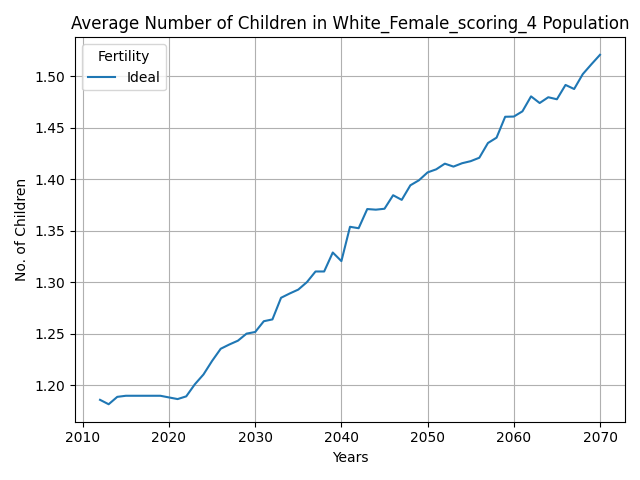 Average Number of Children in White_Female_scoring_4 Population
Fertility
Ideal
No. of Children
1.50
1.45
1.40
1.35
1.30
1.25
1.20
2010 2020 2030 2040 2050 2060 2070
Years